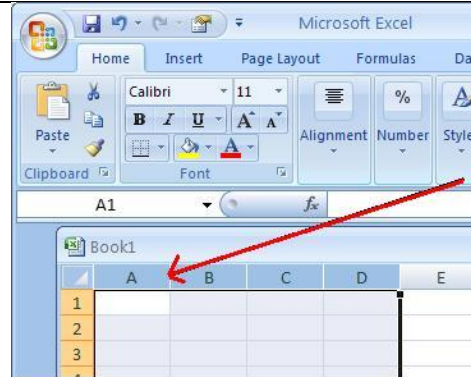 Microsoft Excel
Home Insert Page Layout Formulas Da
Calibri 11 %
Paste B I U A A Alignment Number Style
A
Clipboard Font
A1 fx
Book1
A B C D E
1
2
3